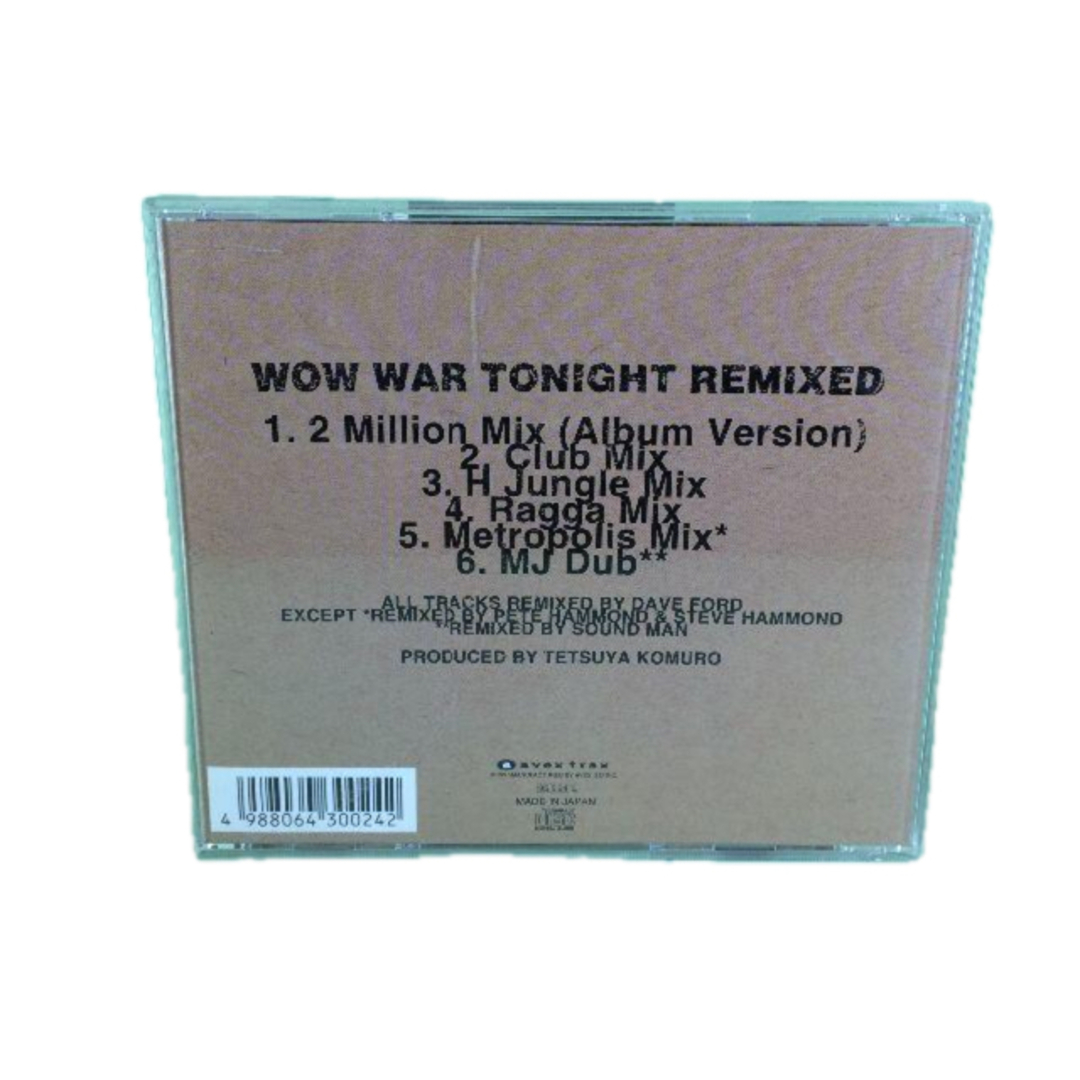 WOW WAR TONIGHT REMIXED
1. 2 Million Mix (Album Version)
2. Club Mix
3. H Jungle Mix
4. Ragga Mix
5. Metropolis Mix*
6. MJ Dub**
ALL TRACKS REMIXED BY DAVE FORD
EXCEPT *REMIXED BY PETE HAMMOND & STEVE HAMMOND
**REMIXED BY SOUND MAN
PRODUCED BY TETSUYA KOMURO
avex trax
MADE IN JAPAN
4 988064 300242